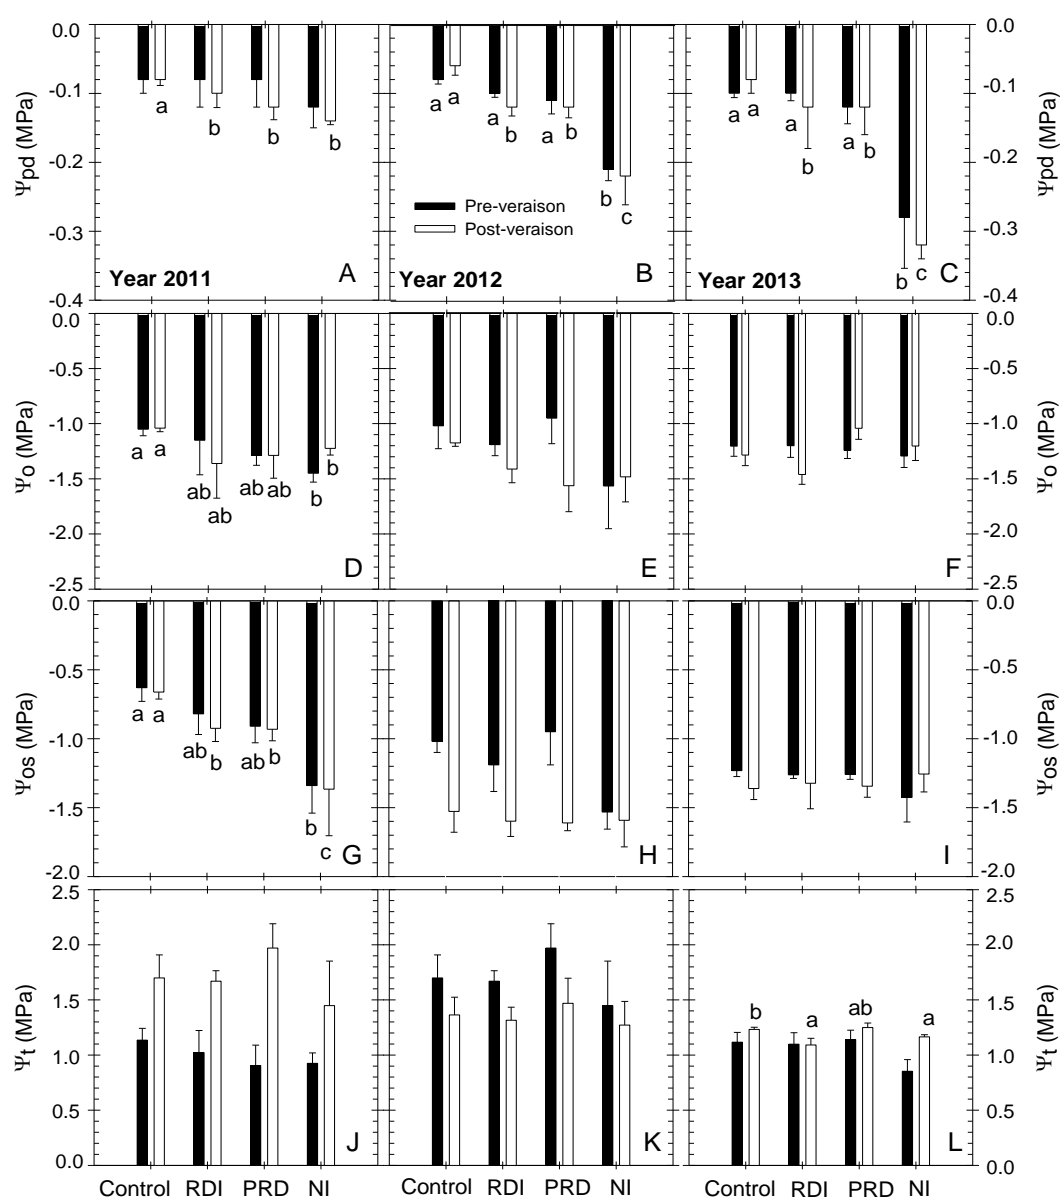 0.0
-0.1
-0.2
-0.3
-0.4
Ψpd (MPa)
a
b
b
b
Year 2011
A
a
a
a
b
a
b
b
c
Pre-veraison
Post-veraison
Year 2012
B
a
a
a
b
a
b
b
c
Year 2013
C
0.0
-0.1
-0.2
-0.3
-0.4
Ψpd (MPa)
0.0
-0.5
-1.0
-1.5
-2.0
-2.5
Ψo (MPa)
a
a
ab
ab
ab
ab
b
b
D
E
F
0.0
-0.5
-1.0
-1.5
-2.0
-2.5
Ψo (MPa)
0.0
-0.5
-1.0
-1.5
-2.0
Ψos (MPa)
a
a
ab
b
ab
b
b
c
G
H
I
0.0
-0.5
-1.0
-1.5
-2.0
Ψos (MPa)
2.5
2.0
1.5
1.0
0.5
0.0
Ψt (MPa)
J
K
b
a
ab
a
L
2.5
2.0
1.5
1.0
0.5
0.0
Ψt (MPa)
Control RDI PRD NI Control RDI PRD NI Control RDI PRD NI